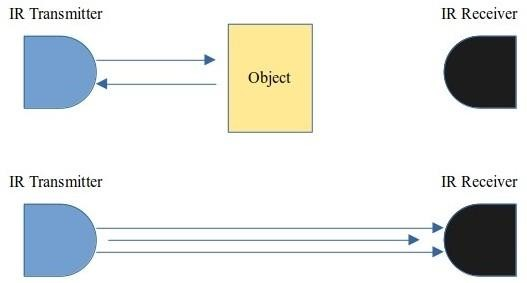 IR Transmitter
IR Receiver
Object
IR Transmitter
IR Receiver